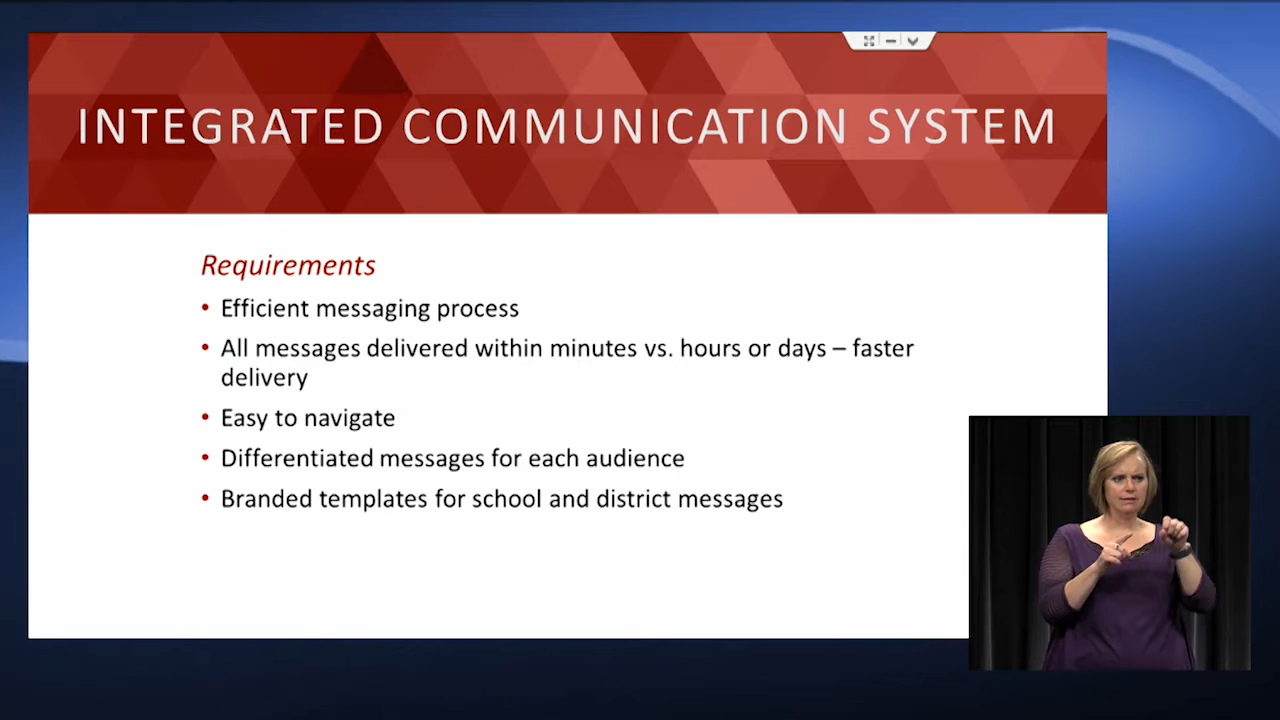 INTEGRATED COMMUNICATION SYSTEM
Requirements
• Efficient messaging process
• All messages delivered within minutes vs. hours or days – faster
delivery
• Easy to navigate
• Differentiated messages for each audience
• Branded templates for school and district messages